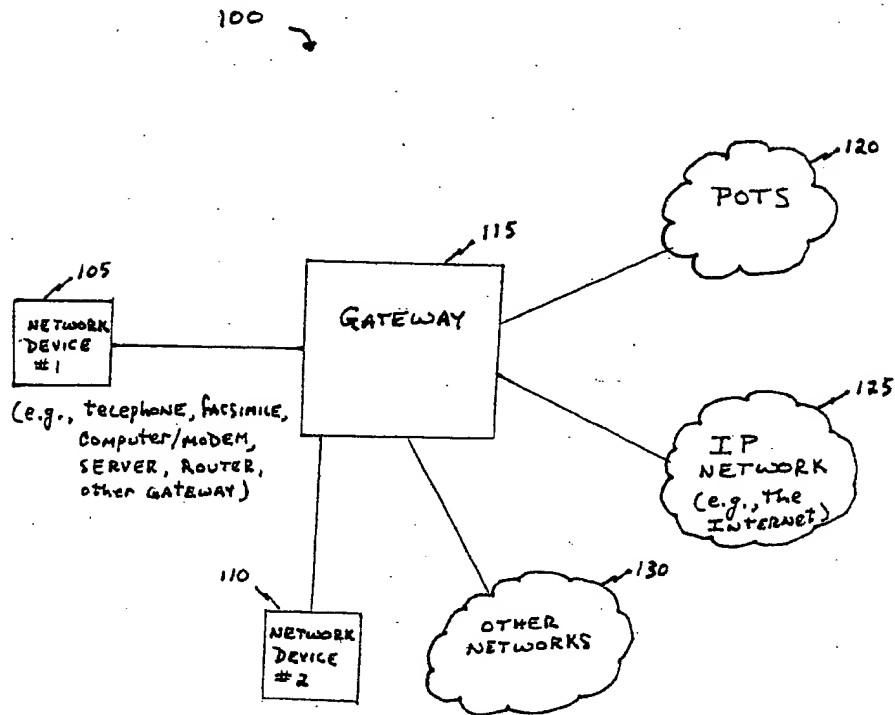 100
120
POTS
115
GATEWAY
105
NETWORK
DEVICE
#1
(e.g., TELEPHONE, FACSIMILE,
COMPUTER/MODEM,
SERVER, ROUTER,
other GATEWAY)
125
IP
NETWORK
(e.g., the
INTERNET)
110
NETWORK
DEVICE
#2
130
OTHER
NETWORKS